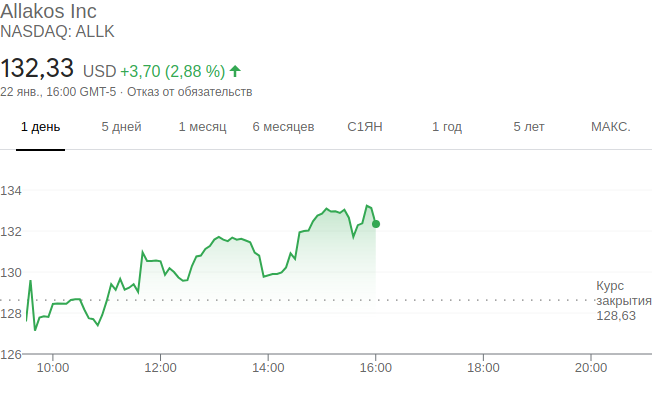 Allakos Inc
NASDAQ: ALLK
132,33 USD +3,70 (2,88 %)
22 янв., 16:00 GMT-5 · Отказ от обязательств
1 день 5 дней 1 месяц 6 месяцев С1ЯН 1 год 5 лет МАКС.
134
132
130
Курс
закрытия
128,63
128
126
10:00 12:00 14:00 16:00 18:00 20:00